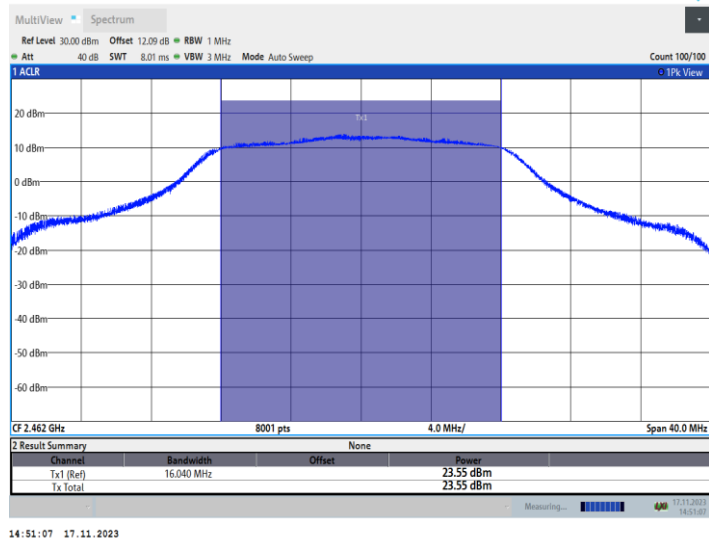 MultiView Spectrum
Ref Level 30.00 dBm Offset 12.09 dB RBW 1 MHz
Att 40 dB SWT 8.01 ms VBW 3 MHz Mode Auto Sweep Count 100/100
1 ACLR 1Pk View
Tx1
20 dBm
10 dBm
0 dBm
-10 dBm
-20 dBm
-30 dBm
-40 dBm
-50 dBm
-60 dBm
CF 2.462 GHz 8001 pts 4.0 MHz/ Span 40.0 MHz
2 Result Summary None
Channel Bandwidth Offset Power
Tx1 (Ref) 16.040 MHz 23.55 dBm
Tx Total 23.55 dBm
Measuring... 17.11.2023
14:51:07
14:51:07 17.11.2023